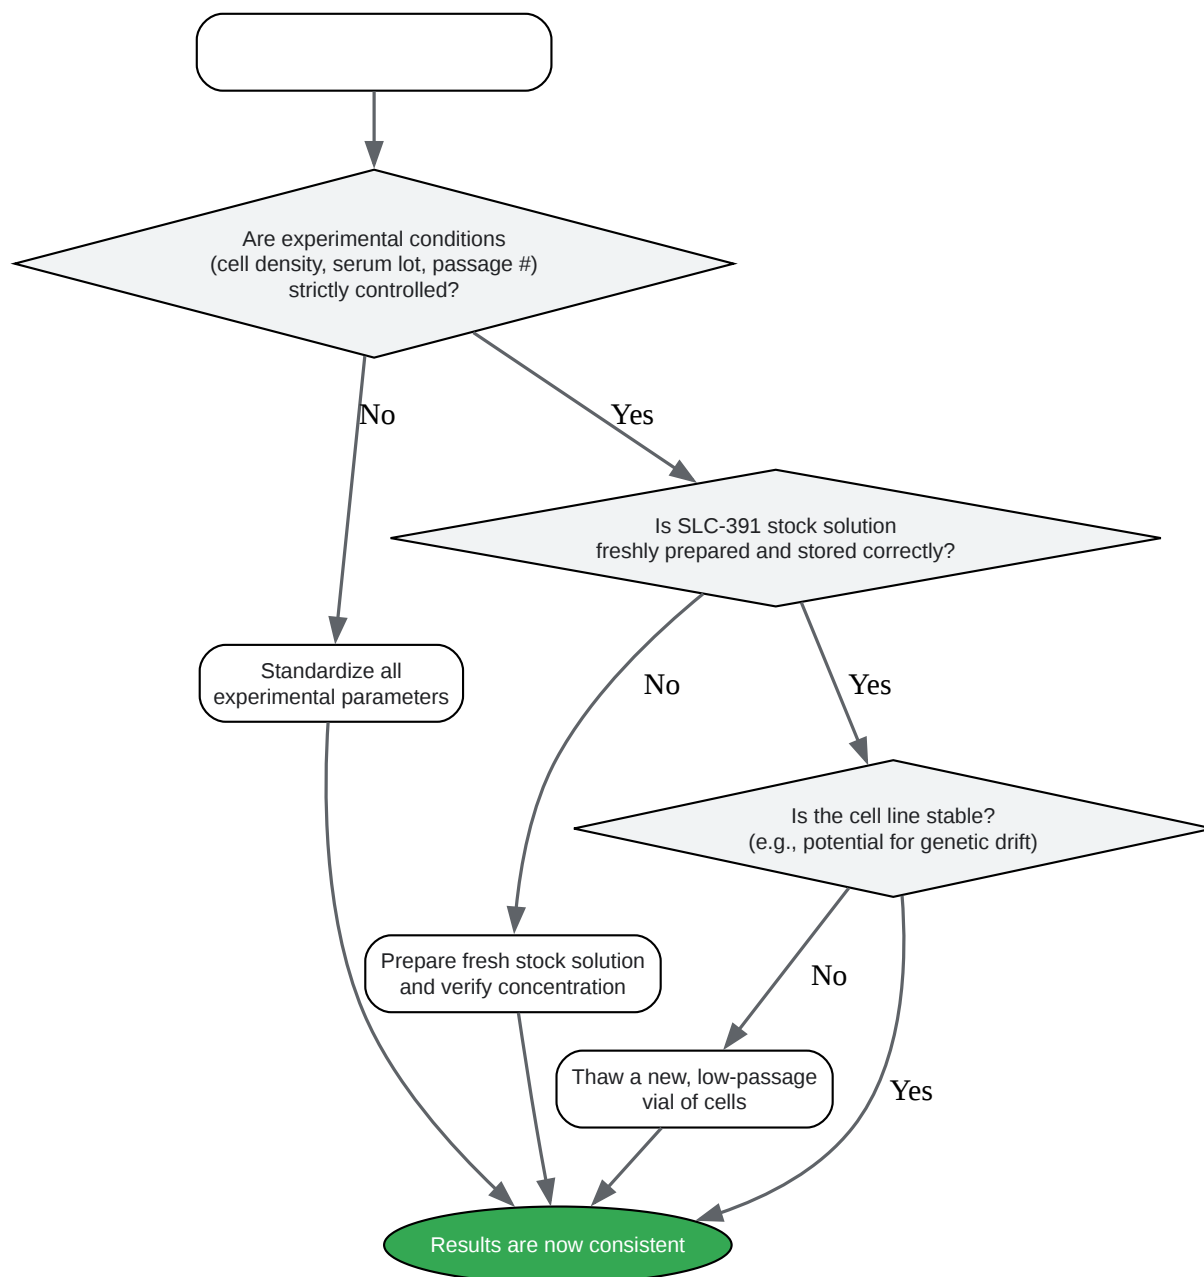 Are experimental conditions
(cell density, serum lot, passage #)
strictly controlled?
No
Yes
Is SLC-391 stock solution
freshly prepared and stored correctly?
Standardize all
experimental parameters
No
Yes
Is the cell line stable?
(e.g., potential for genetic drift)
Prepare fresh stock solution
and verify concentration
No
Thaw a new, low-passage
vial of cells
Yes
Results are now consistent